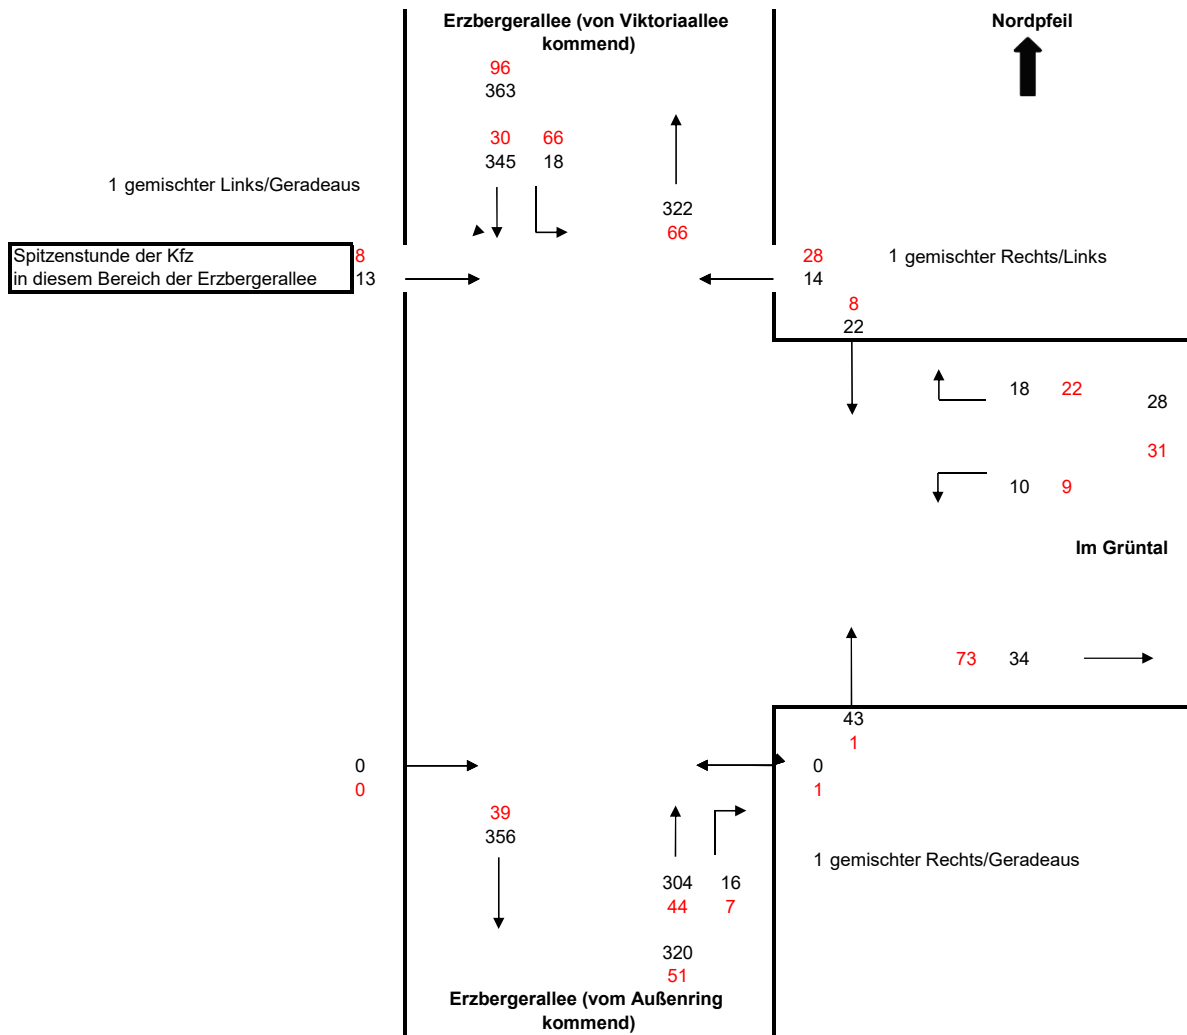 Erzbergerallee (von Viktoriaallee
kommend)
Nordpfeil
96
363
30 66
345 18
1 gemischter Links/Geradeaus
322
66
Spitzenstunde der Kfz
in diesem Bereich der Erzbergerallee
8
13
28
14
1 gemischter Rechts/Links
8
22
18 22
28
31
10 9
Im Grüntal
73 34
43
1
0
0
0
1
39
356
1 gemischter Rechts/Geradeaus
304 16
44 7
320
51
Erzbergerallee (vom Außenring
kommend)